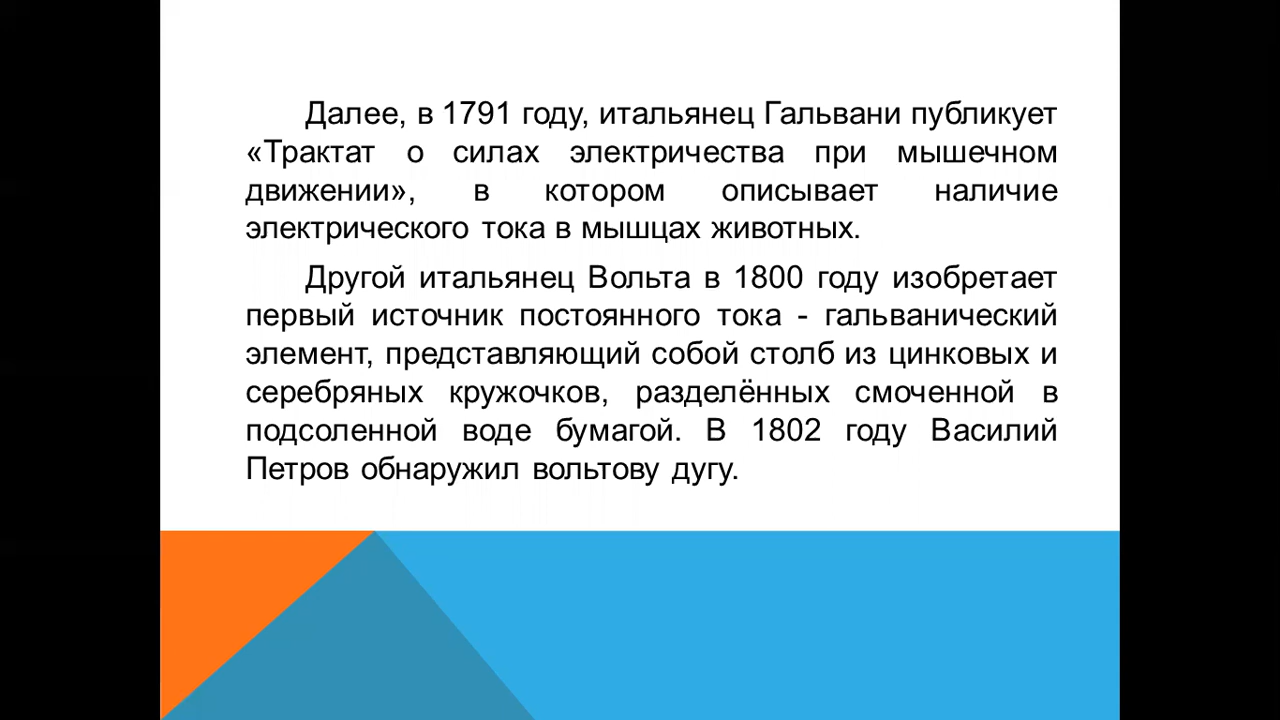 Далее, в 1791 году, итальянец Гальвани публикует
«Трактат о силах электричества при мышечном
движении», в котором описывает наличие
электрического тока в мышцах животных.
Другой итальянец Вольта в 1800 году изобретает
первый источник постоянного тока - гальванический
элемент, представляющий собой столб из цинковых и
серебряных кружочков, разделённых смоченной в
подсоленной воде бумагой. В 1802 году Василий
Петров обнаружил вольтову дугу.